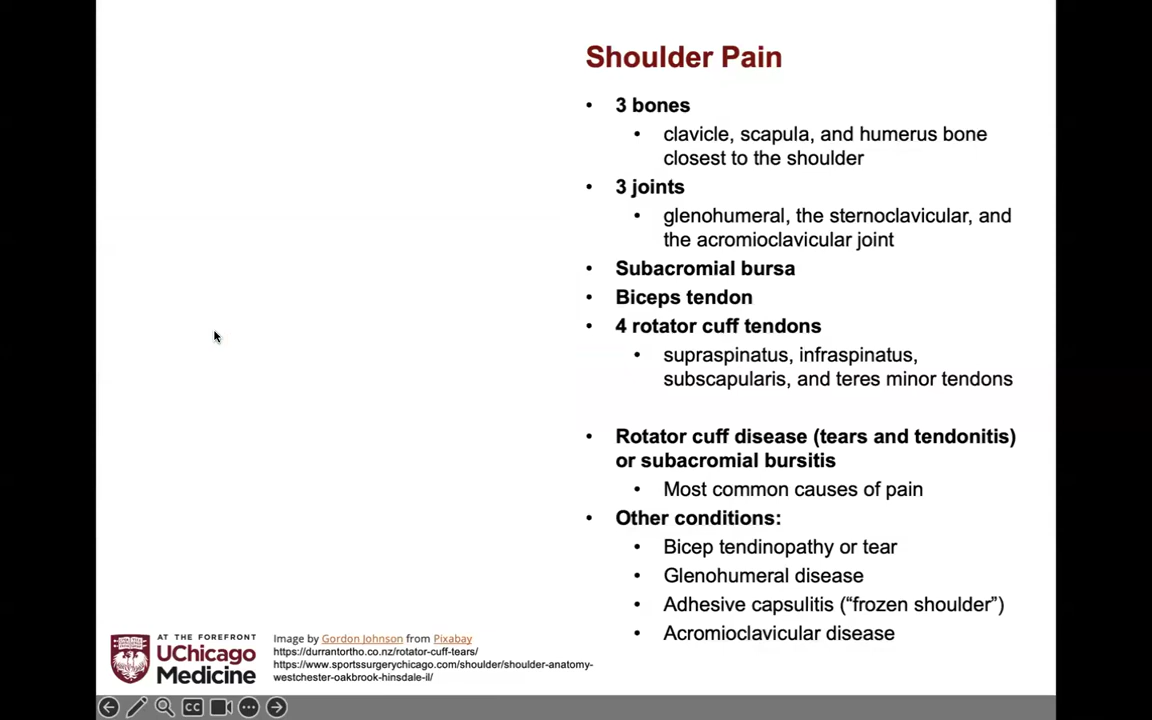 Shoulder Pain
• 3 bones
• clavicle, scapula, and humerus bone
closest to the shoulder
• 3 joints
• glenohumeral, the sternoclavicular, and
the acromioclavicular joint
• Subacromial bursa
• Biceps tendon
• 4 rotator cuff tendons
• supraspinatus, infraspinatus,
subscapularis, and teres minor tendons
• Rotator cuff disease (tears and tendonitis)
or subacromial bursitis
• Most common causes of pain
• Other conditions:
• Bicep tendinopathy or tear
• Glenohumeral disease
• Adhesive capsulitis (“frozen shoulder”)
• Acromioclavicular disease
AT THE FOREFRONT
UChicago
Medicine
Image by Gordon Johnson from Pixabay
https://durrantortho.co.nz/rotator-cuff-tears/
https://www.sportssurgerychicago.com/shoulder/shoulder-anatomy-
westchester-oakbrook-hinsdale-il/
CC